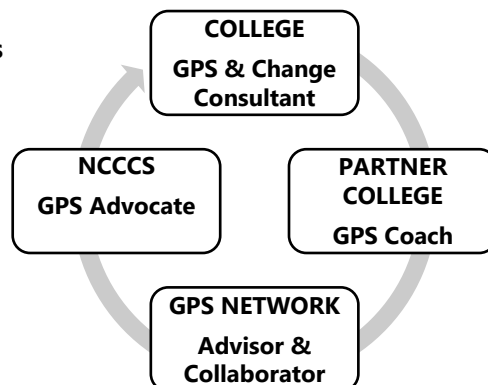 s
COLLEGE
GPS & Change
Consultant
NCCCS
GPS Advocate
PARTNER
COLLEGE
GPS Coach
GPS NETWORK
Advisor &
Collaborator